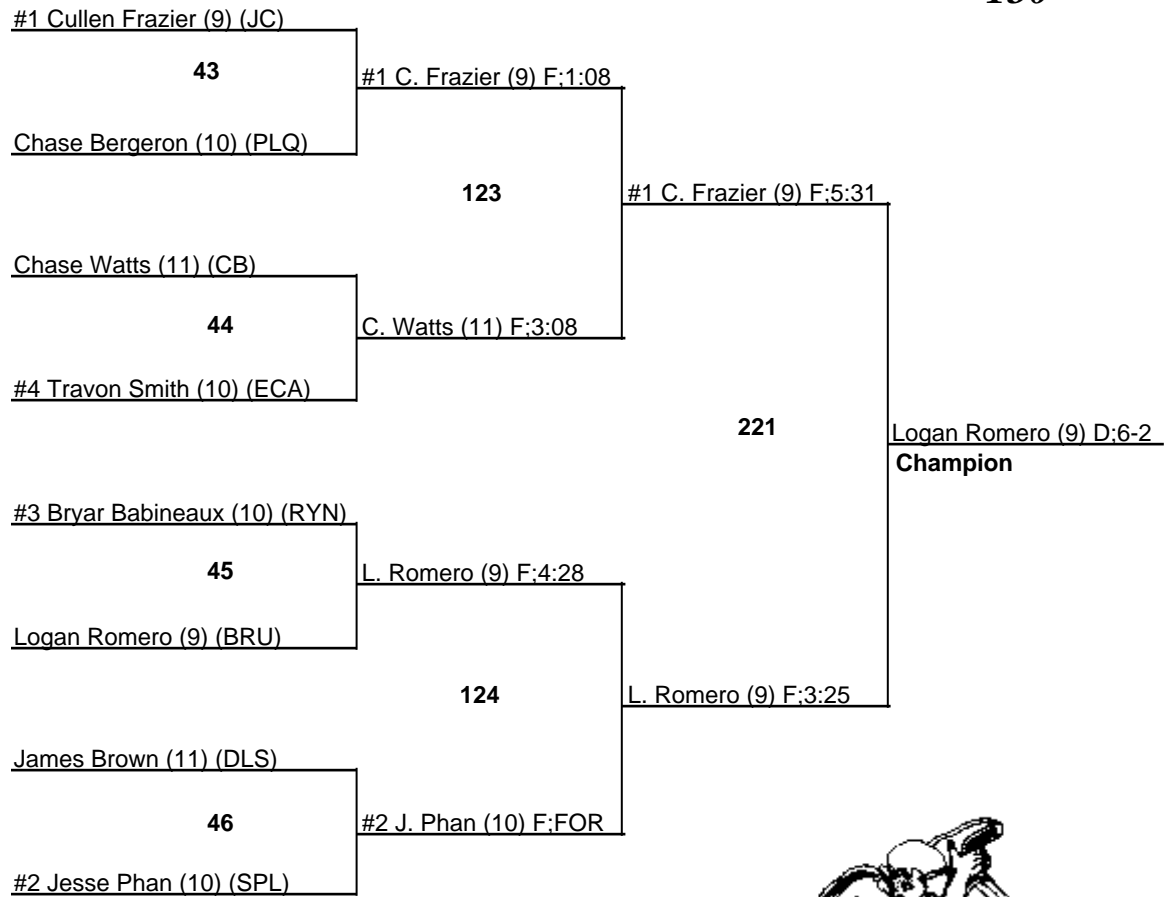 #1 Cullen Frazier (9) (JC)
43
#1 C. Frazier (9) F;1:08
Chase Bergeron (10) (PLQ)
123
#1 C. Frazier (9) F;5:31
Chase Watts (11) (CB)
44
C. Watts (11) F;3:08
#4 Travon Smith (10) (ECA)
221
Logan Romero (9) D;6-2
Champion
#3 Bryar Babineaux (10) (RYN)
45
L. Romero (9) F;4:28
Logan Romero (9) (BRU)
124
L. Romero (9) F;3:25
James Brown (11) (DLS)
46
#2 J. Phan (10) F;FOR
#2 Jesse Phan (10) (SPL)